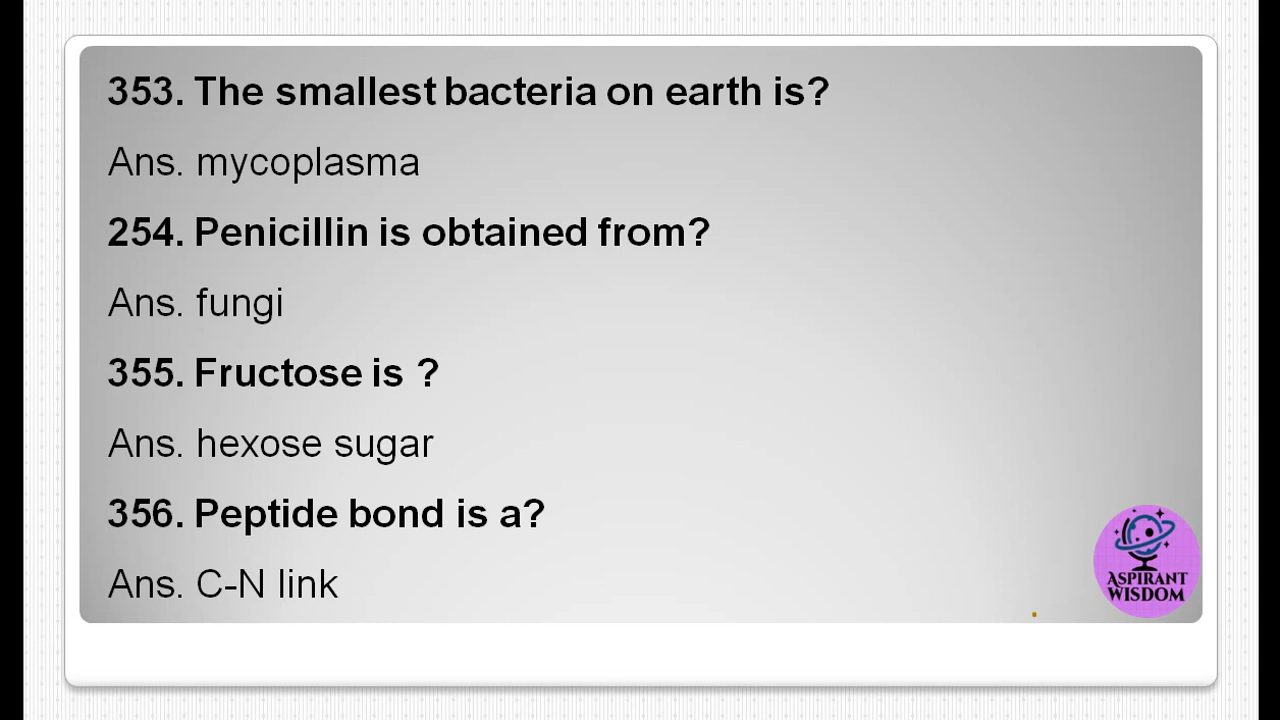 353. The smallest bacteria on earth is?
Ans. mycoplasma
254. Penicillin is obtained from?
Ans. fungi
355. Fructose is ?
Ans. hexose sugar
356. Peptide bond is a?
Ans. C-N link
ASPIRANT
WISDOM